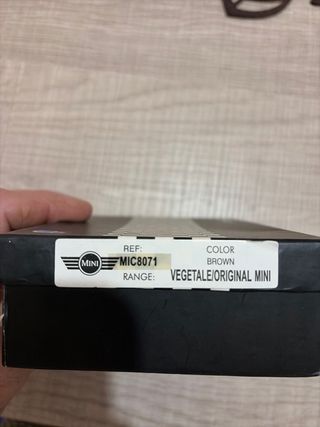 MINI
REF:
MIC8071
RANGE:
COLOR
BROWN
VEGETALE/ORIGINAL MINI